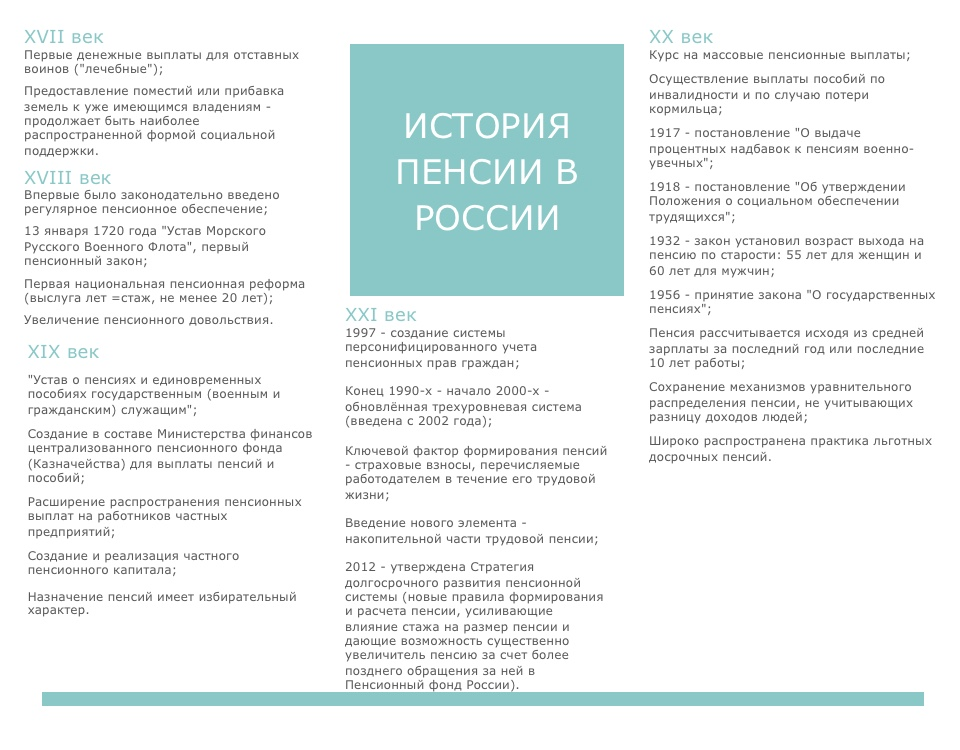 XVII век
Первые денежные выплаты для отставных
воинов ("лечебные");
Предоставление поместий или прибавка
земель к уже имеющимся владениям -
продолжает быть наиболее
распространенной формой социальной
поддержки.
XVIII век
Впервые было законодательно введено
регулярное пенсионное обеспечение;
13 января 1720 года "Устав Морского
Русского Военного Флота", первый
пенсионный закон;
Первая национальная пенсионная реформа
(выслуга лет =стаж, не менее 20 лет);
Увеличение пенсионного довольствия.
XIX век
"Устав о пенсиях и единовременных
пособиях государственным (военным и
гражданским) служащим";
Создание в составе Министерства финансов
централизованного пенсионного фонда
(Казначейства) для выплаты пенсий и
пособий;
Расширение распространения пенсионных
выплат на работников частных
предприятий;
Создание и реализация частного
пенсионного капитала;
Назначение пенсий имеет избирательный
характер.
ИСТОРИЯ
ПЕНСИИ В
РОССИИ
XXI век
1997 - создание системы
персонифицированного учета
пенсионных прав граждан;
Конец 1990-х - начало 2000-х -
обновлённая трехуровневая система
(введена с 2002 года);
Ключевой фактор формирования пенсий
- страховые взносы, перечисляемые
работодателем в течение его трудовой
жизни;
Введение нового элемента -
накопительной части трудовой пенсии;
2012 - утверждена Стратегия
долгосрочного развития пенсионной
системы (новые правила формирования
и расчета пенсии, усиливающие
влияние стажа на размер пенсии и
дающие возможность существенно
увеличитель пенсию за счет более
позднего обращения за ней в
Пенсионный фонд России).
XX век
Курс на массовые пенсионные выплаты;
Осуществление выплаты пособий по
инвалидности и по случаю потери
кормильца;
1917 - постановление "О выдаче
процентных надбавок к пенсиям военно-
увечных";
1918 - постановление "Об утверждении
Положения о социальном обеспечении
трудящихся";
1932 - закон установил возраст выхода на
пенсию по старости: 55 лет для женщин и
60 лет для мужчин;
1956 - принятие закона "О государственных
пенсиях";
Пенсия рассчитывается исходя из средней
зарплаты за последний год или последние
10 лет работы;
Сохранение механизмов уравнительного
распределения пенсии, не учитывающих
разницу доходов людей;
Широко распространена практика льготных
досрочных пенсий.